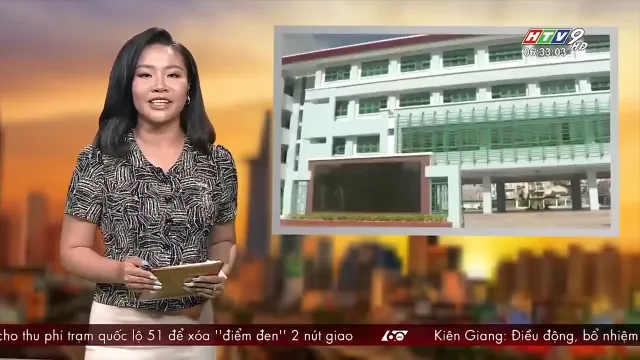 HTV9 HD
06:33:03
cho thu phí trạm quốc lộ 51 để xóa "điểm đen" 2 nút giao
Kiên Giang: Điều động, bổ nhiệm